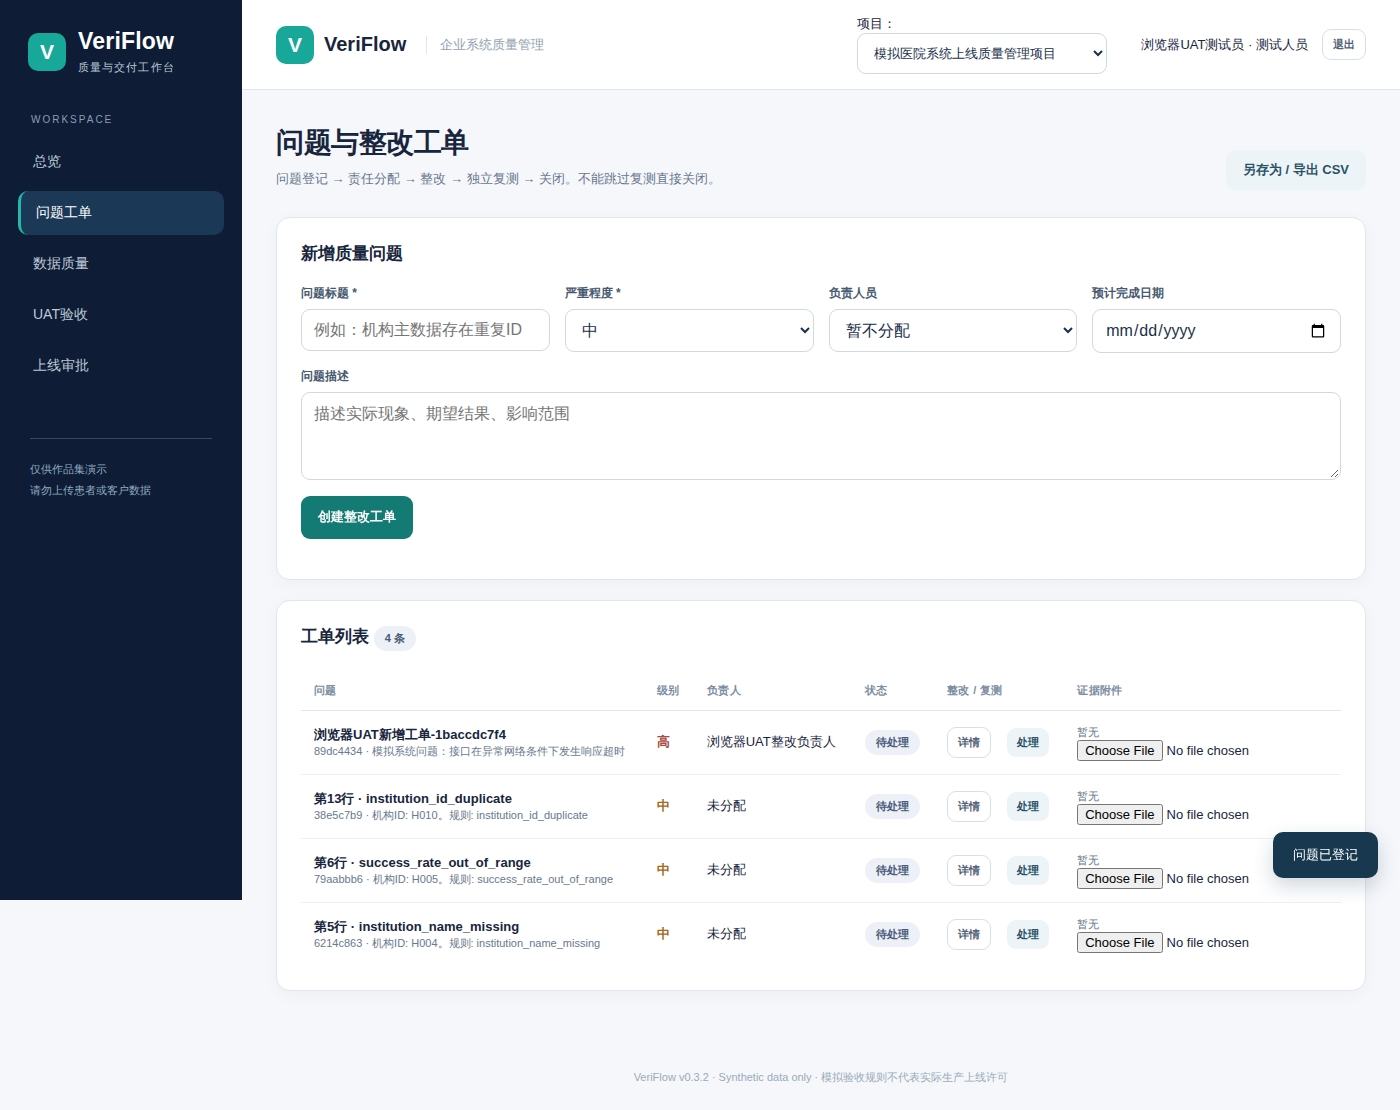 V
VeriFlow
质量与交付工作台
WORKSPACE
总览
问题工单
数据质量
UAT验收
上线审批
仅供作品集演示
请勿上传患者或客户数据
V
VeriFlow
企业系统质量管理
项目：
模拟医院系统上线质量管理项目
浏览器UAT测试员 · 测试人员
退出
问题与整改工单
问题登记 → 责任分配 → 整改 → 独立复测 → 关闭。不能跳过复测直接关闭。
另存为 / 导出 CSV
新增质量问题
问题标题 * 严重程度 * 负责人员 预计完成日期
例如：机构主数据存在重复ID 中 暂不分配 mm/dd/yyyy
问题描述
描述实际现象、期望结果、影响范围
创建整改工单
工单列表 4 条
问题 级别 负责人 状态 整改 / 复测 证据附件
浏览器UAT新增工单-1baccdc7f4
89dc4434 · 模拟系统问题：接口在异常网络条件下发生响应超时
高 浏览器UAT整改负责人 待处理 详情 处理
暂无
Choose File No file chosen
第13行 · institution_id_duplicate
38e5c7b9 · 机构ID: H010。规则: institution_id_duplicate
中 未分配 待处理 详情 处理
暂无
Choose File No file chosen
第6行 · success_rate_out_of_range
79aabbb6 · 机构ID: H005。规则: success_rate_out_of_range
中 未分配 待处理 详情 处理
暂无
Choose File No file chosen
问题已登记
第5行 · institution_name_missing
6214c863 · 机构ID: H004。规则: institution_name_missing
中 未分配 待处理 详情 处理
暂无
Choose File No file chosen
VeriFlow v0.3.2 · Synthetic data only · 模拟验收规则不代表实际生产上线许可